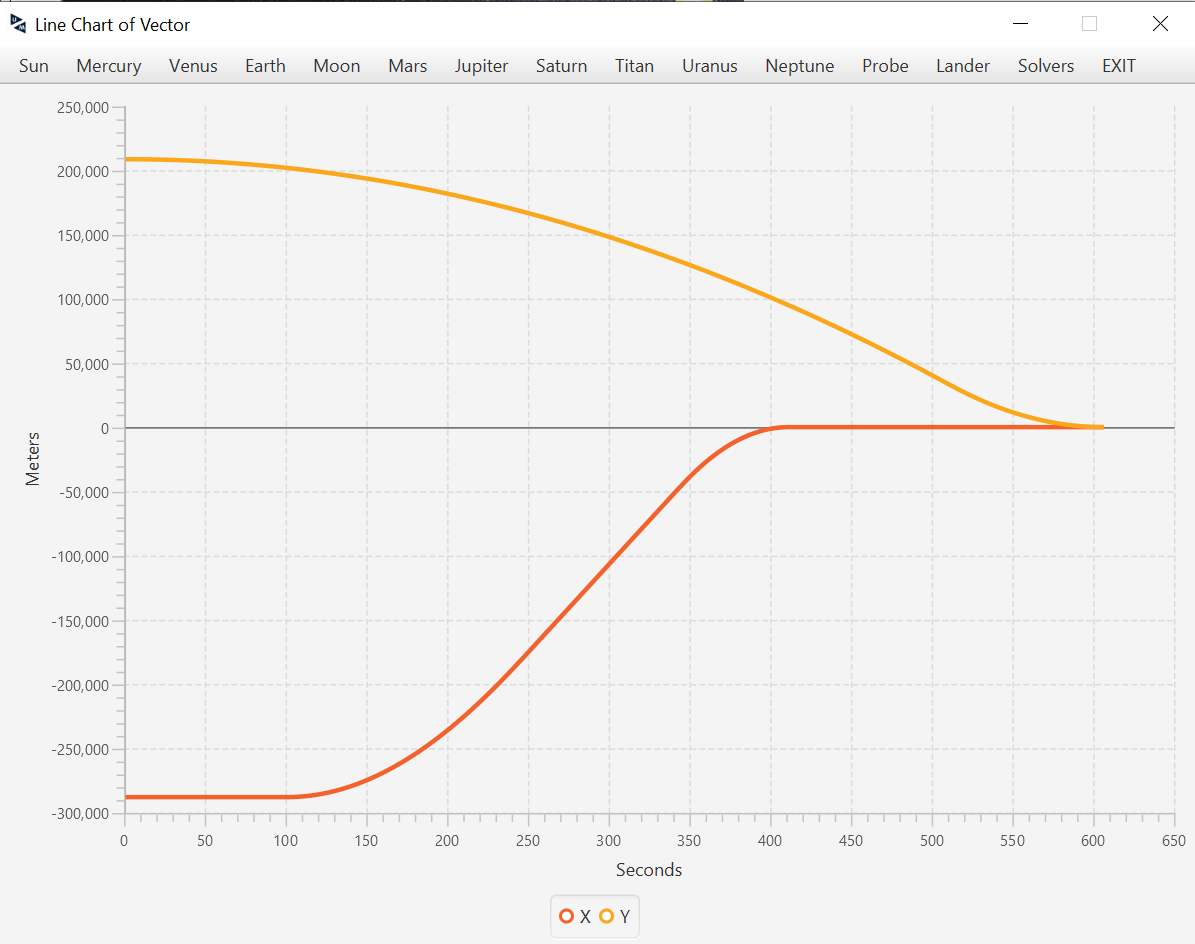 Line Chart of Vector
Sun Mercury Venus Earth Moon Mars Jupiter Saturn Titan Uranus Neptune Probe Lander Solvers EXIT
250,000
200,000
150,000
100,000
50,000
0
-50,000
-100,000
-150,000
-200,000
-250,000
-300,000
Meters
0 50 100 150 200 250 300 350 400 450 500 550 600 650
Seconds
X Y